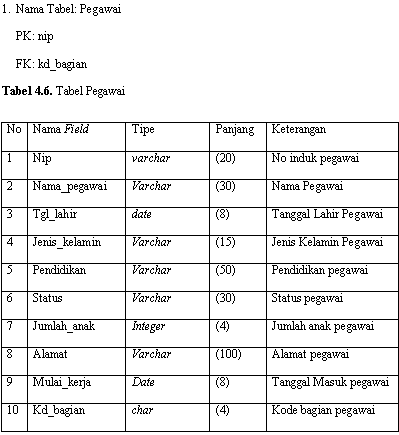 1. Nama Tabel: Pegawai
PK: nip
FK: kd_bagian
Tabel 4.6. Tabel Pegawai
No Nama Field Tipe Panjang Keterangan
1 Nip varchar (20) No induk pegawai
2 Nama_pegawai Varchar (30) Nama Pegawai
3 Tgl_lahir date (8) Tanggal Lahir Pegawai
4 Jenis_kelamin Varchar (15) Jenis Kelamin Pegawai
5 Pendidikan Varchar (50) Pendidikan pegawai
6 Status Varchar (30) Status pegawai
7 Jumlah_anak Integer (4) Jumlah anak pegawai
8 Alamat Varchar (100) Alamat pegawai
9 Mulai_kerja Date (8) Tanggal Masuk pegawai
10 Kd_bagian char (4) Kode bagian pegawai